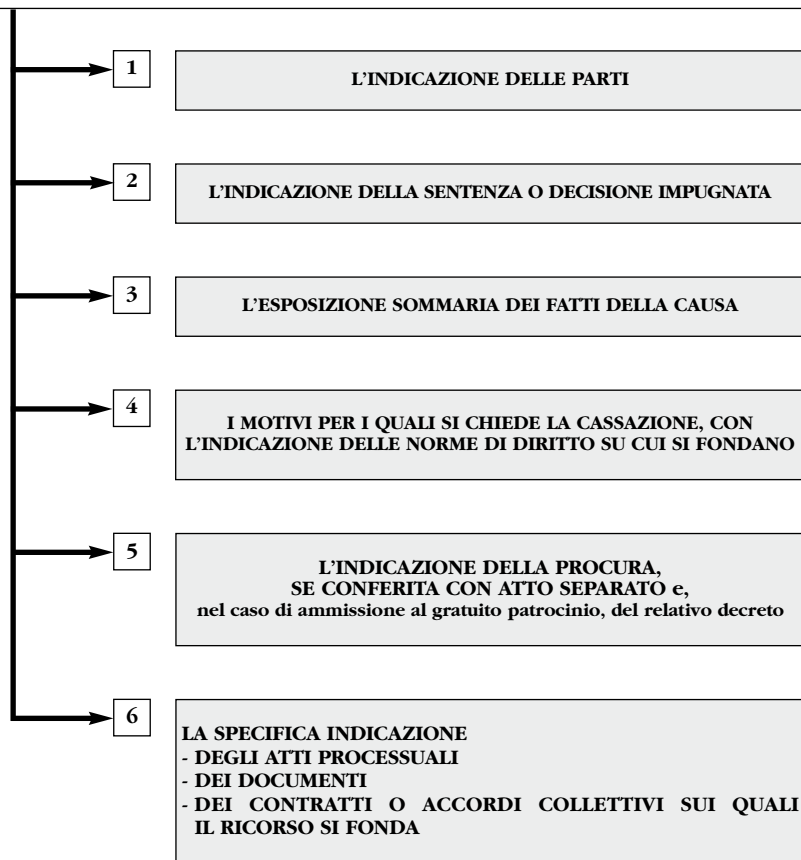 1
L'INDICAZIONE DELLE PARTI
2
L'INDICAZIONE DELLA SENTENZA O DECISIONE IMPUGNATA
3
L'ESPOSIZIONE SOMMARIA DEI FATTI DELLA CAUSA
4
I MOTIVI PER I QUALI SI CHIEDE LA CASSAZIONE, CON
L'INDICAZIONE DELLE NORME DI DIRITTO SU CUI SI FONDANO
5
L'INDICAZIONE DELLA PROCURA,
SE CONFERITA CON ATTO SEPARATO e,
nel caso di ammissione al gratuito patrocinio, del relativo decreto
6
LA SPECIFICA INDICAZIONE
- DEGLI ATTI PROCESSUALI
- DEI DOCUMENTI
- DEI CONTRATTI O ACCORDI COLLETTIVI SUI QUALI
IL RICORSO SI FONDA